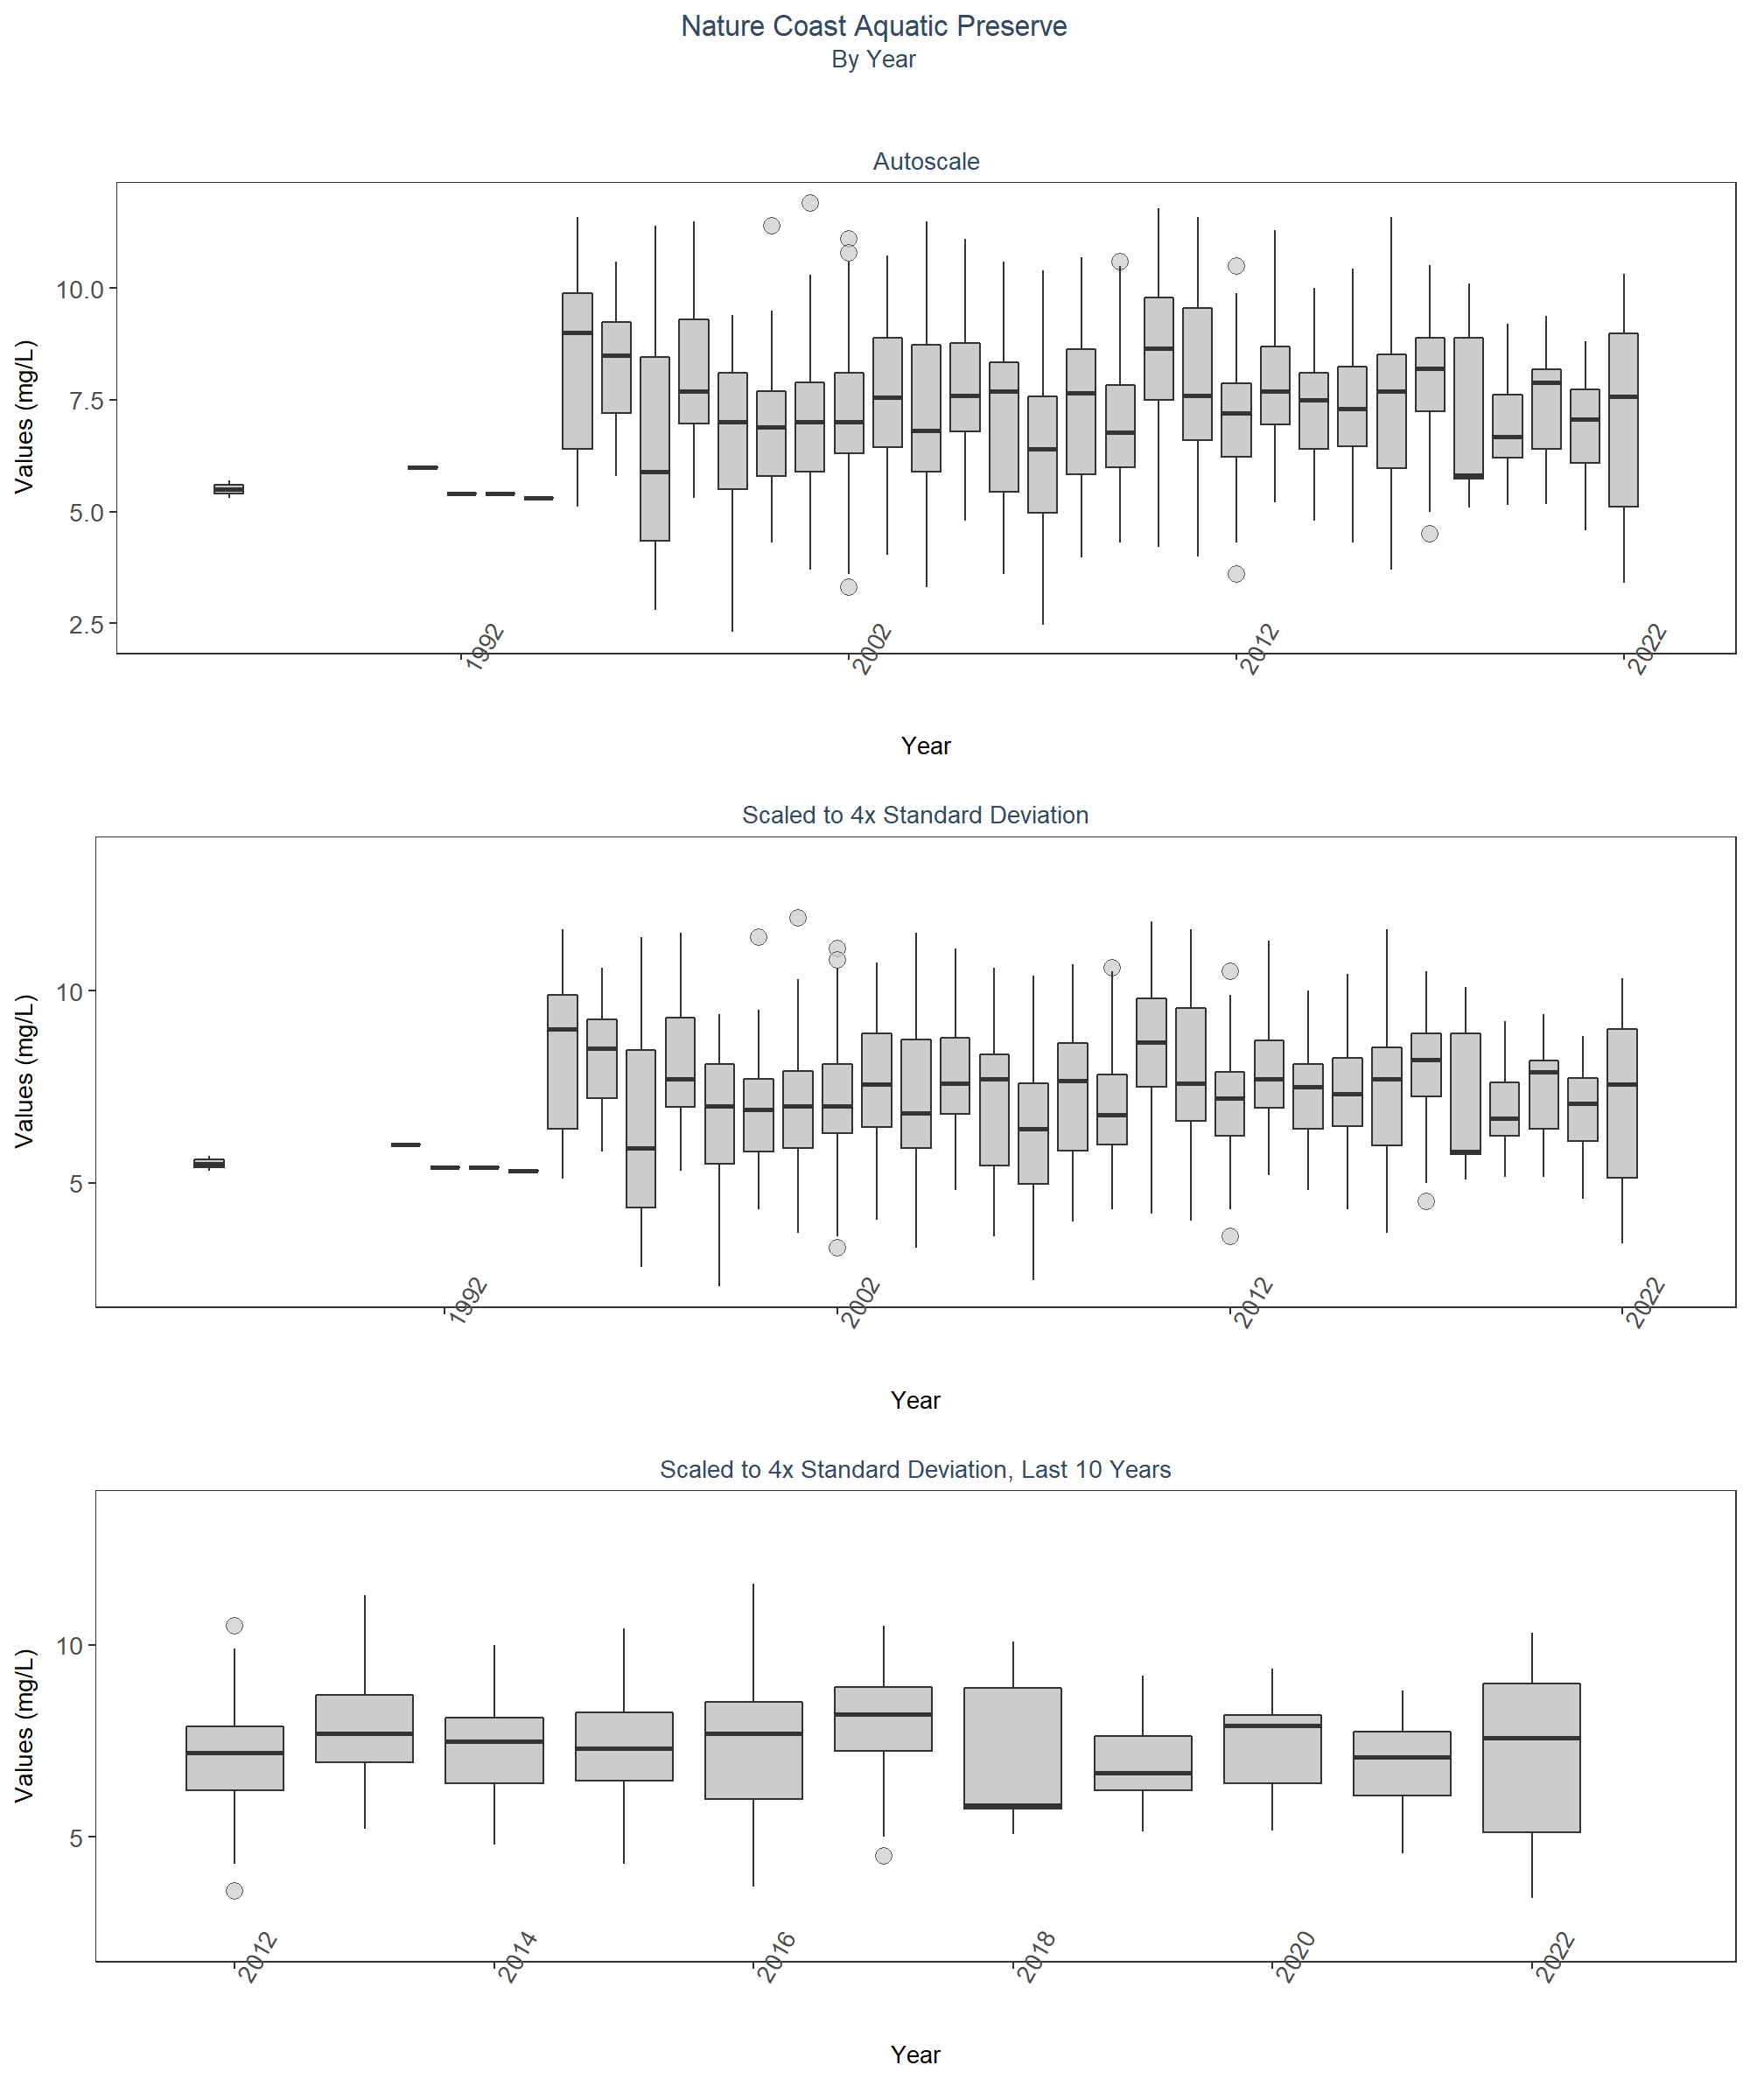 Nature Coast Aquatic Preserve
By Year
Autoscale
Values (mg/L)
10.0
7.5
5.0
2.5
1992
2002
2012
2022
Year
Scaled to 4x Standard Deviation
Values (mg/L)
10
5
1992
2002
2012
2022
Year
Scaled to 4x Standard Deviation, Last 10 Years
Values (mg/L)
10
5
2012
2014
2016
2018
2020
2022
Year